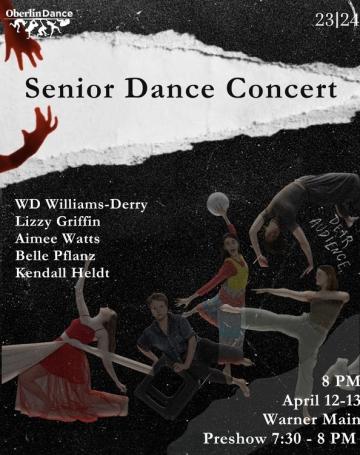 OberlinDance
23|24
Senior Dance Concert
WD Williams-Derry
Lizzy Griffin
Aimee Watts
Belle Pflanz
Kendall Heldt
DEAR
AUDIENCE
8 PM
April 12-13
Warner Main
Preshow 7:30 - 8 PM